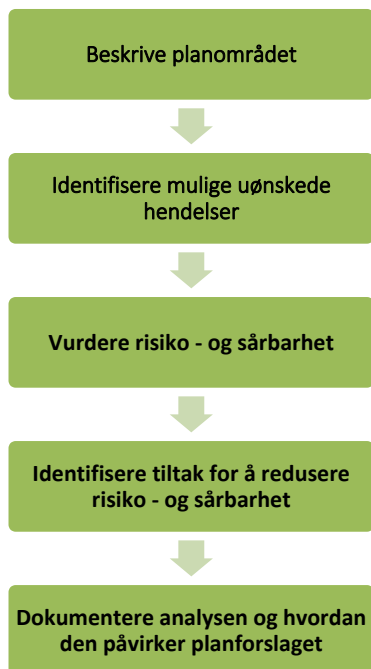 Beskrive planområdet
Identifisere mulige uønskede
hendelser
Vurdere risiko - og sårbarhet
Identifisere tiltak for å redusere
risiko - og sårbarhet
Dokumentere analysen og hvordan
den påvirker planforslaget